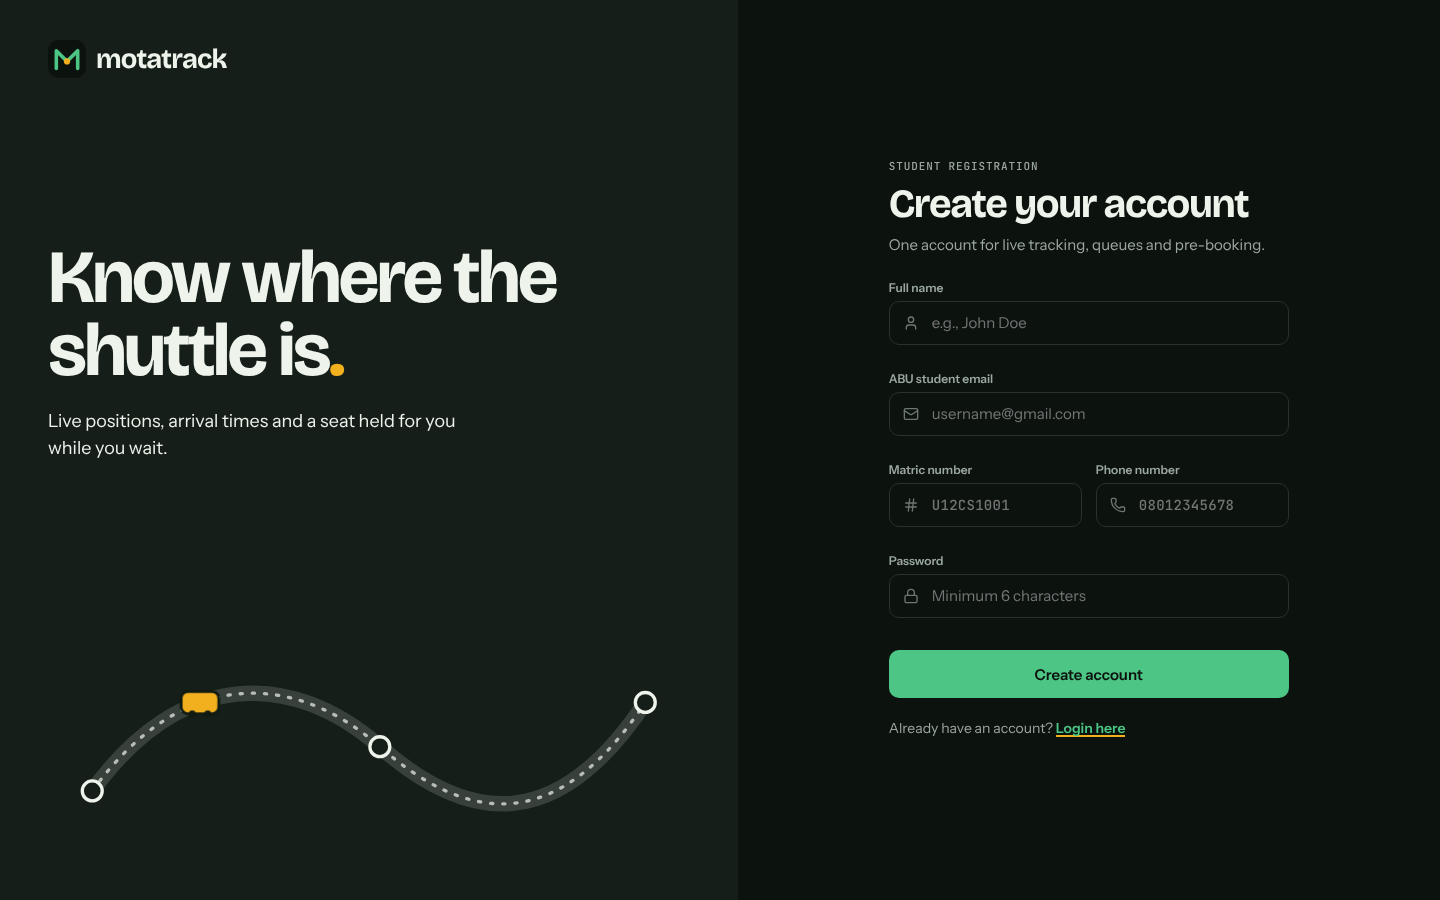 motatrack
Know where the
shuttle is.
Live positions, arrival times and a seat held for you
while you wait.
STUDENT REGISTRATION
Create your account
One account for live tracking, queues and pre-booking.
Full name
e.g., John Doe
ABU student email
username@gmail.com
Matric number
U12CS1001
Phone number
08012345678
Password
Minimum 6 characters
Create account
Already have an account? Login here